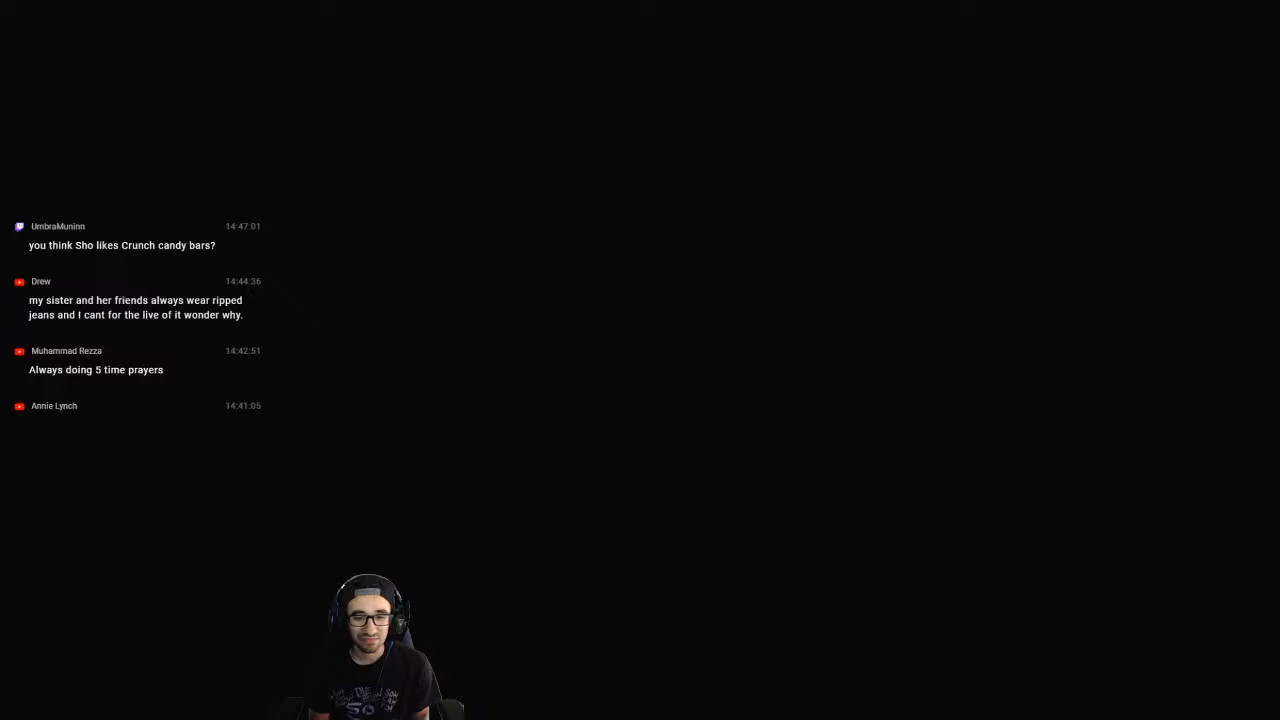 UmbraMuninn 14:47:01
you think Sho likes Crunch candy bars?
Drew 14:44:36
my sister and her friends always wear ripped
jeans and I cant for the live of it wonder why.
Muhammad Rezza 14:42:51
Always doing 5 time prayers
Annie Lynch 14:41:05